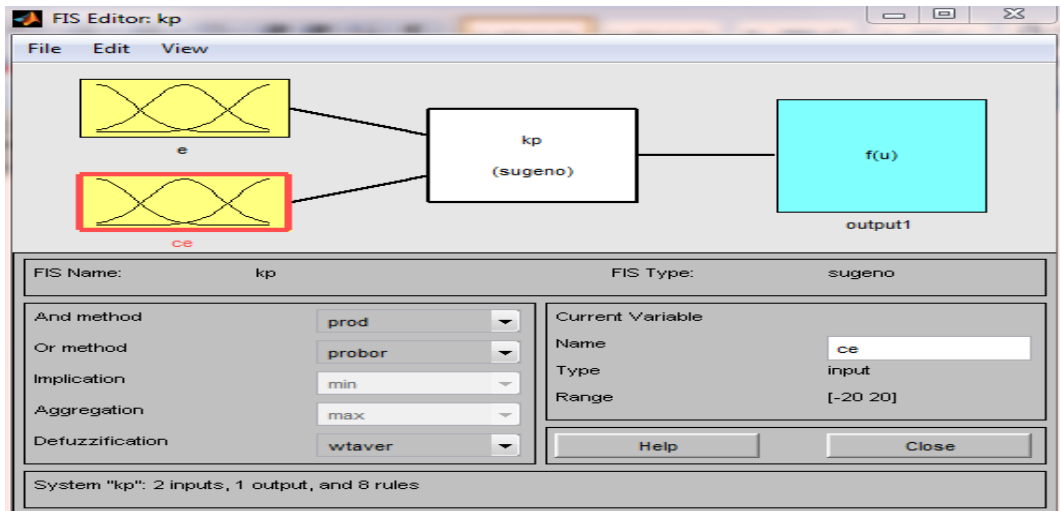 FIS Editor: kp
File Edit View
e
ce
kp
(sugeno)
f(u)
output1
FIS Name: kp FIS Type: sugeno
And method prod
Or method probor
Implication min
Aggregation max
Defuzzification wtaver
Current Variable
Name ce
Type input
Range [-20 20]
Help Close
System "kp": 2 inputs, 1 output, and 8 rules